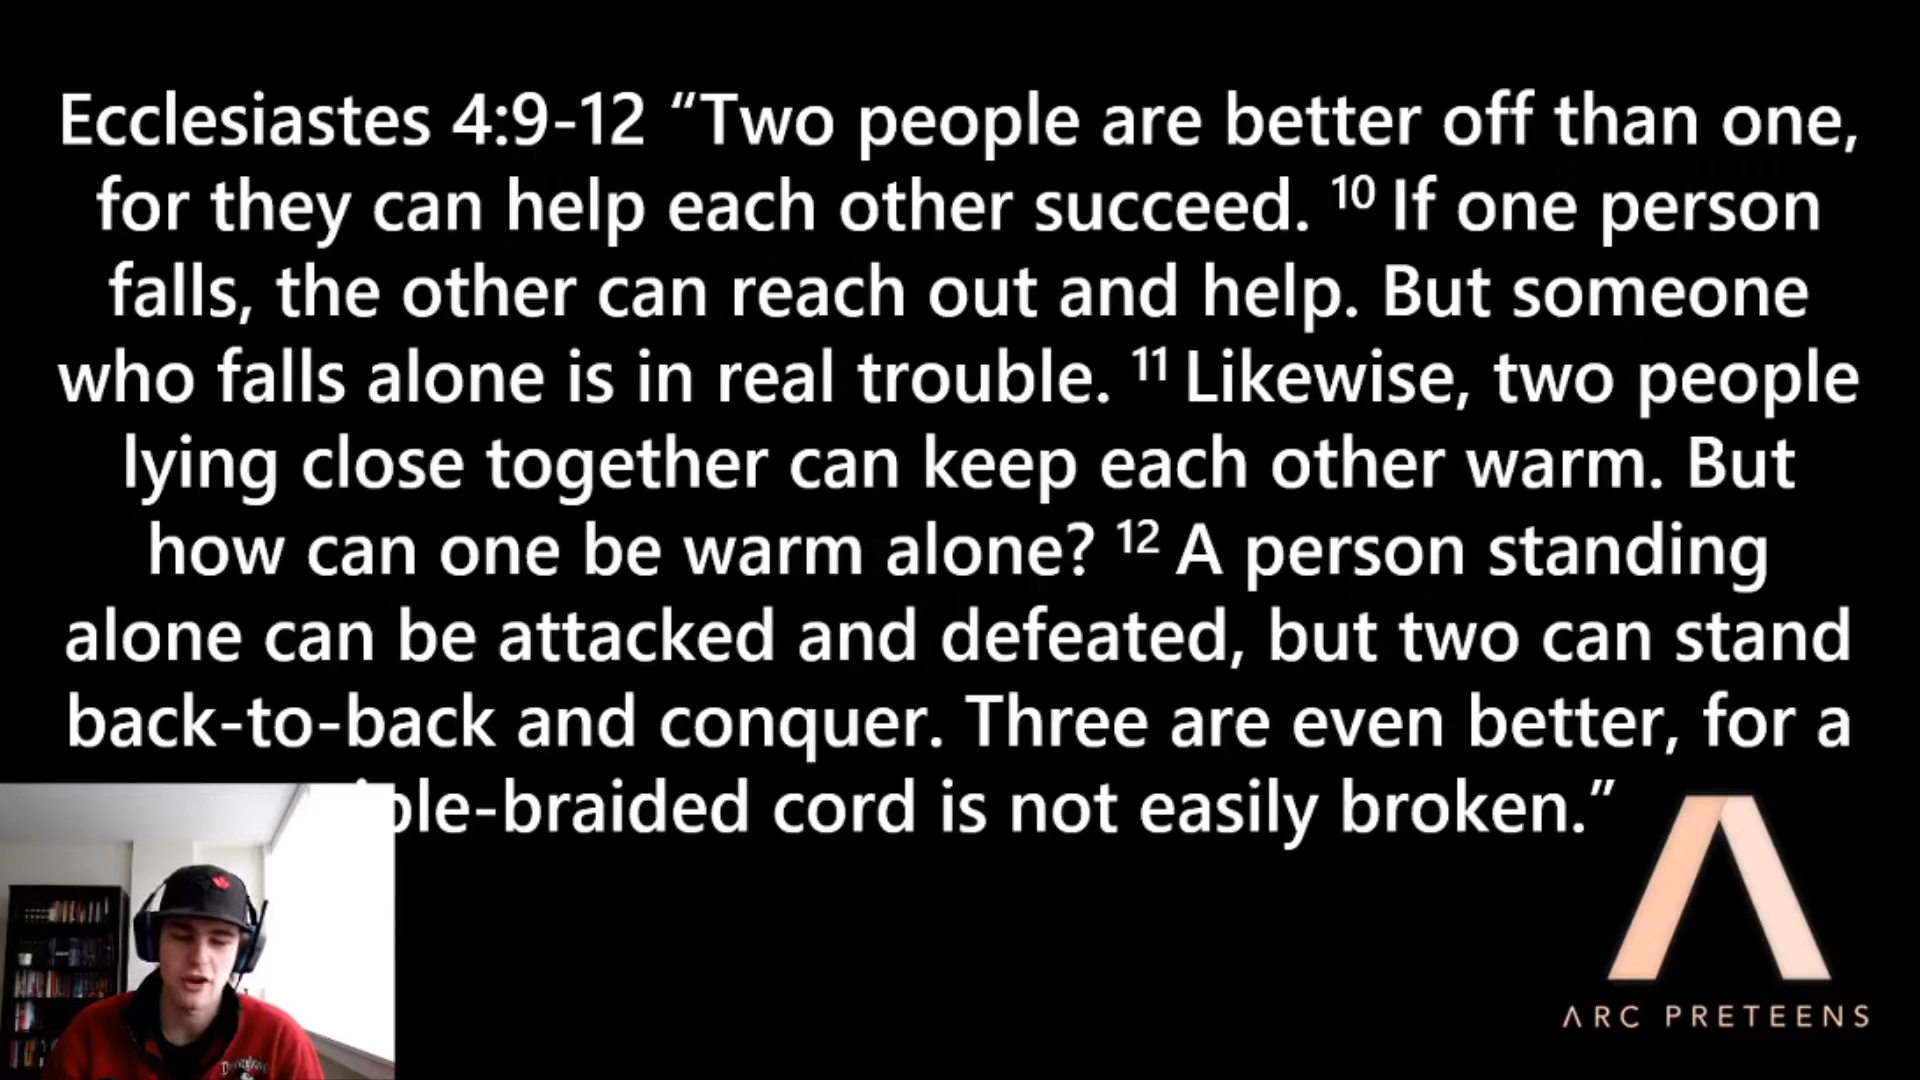 Ecclesiastes 4:9-12 “Two people are better off than one,
for they can help each other succeed. 10 If one person
falls, the other can reach out and help. But someone
who falls alone is in real trouble. 11 Likewise, two people
lying close together can keep each other warm. But
how can one be warm alone? 12 A person standing
alone can be attacked and defeated, but two can stand
back-to-back and conquer. Three are even better, for a
ple-braided cord is not easily broken.”
ARC PRETEENS